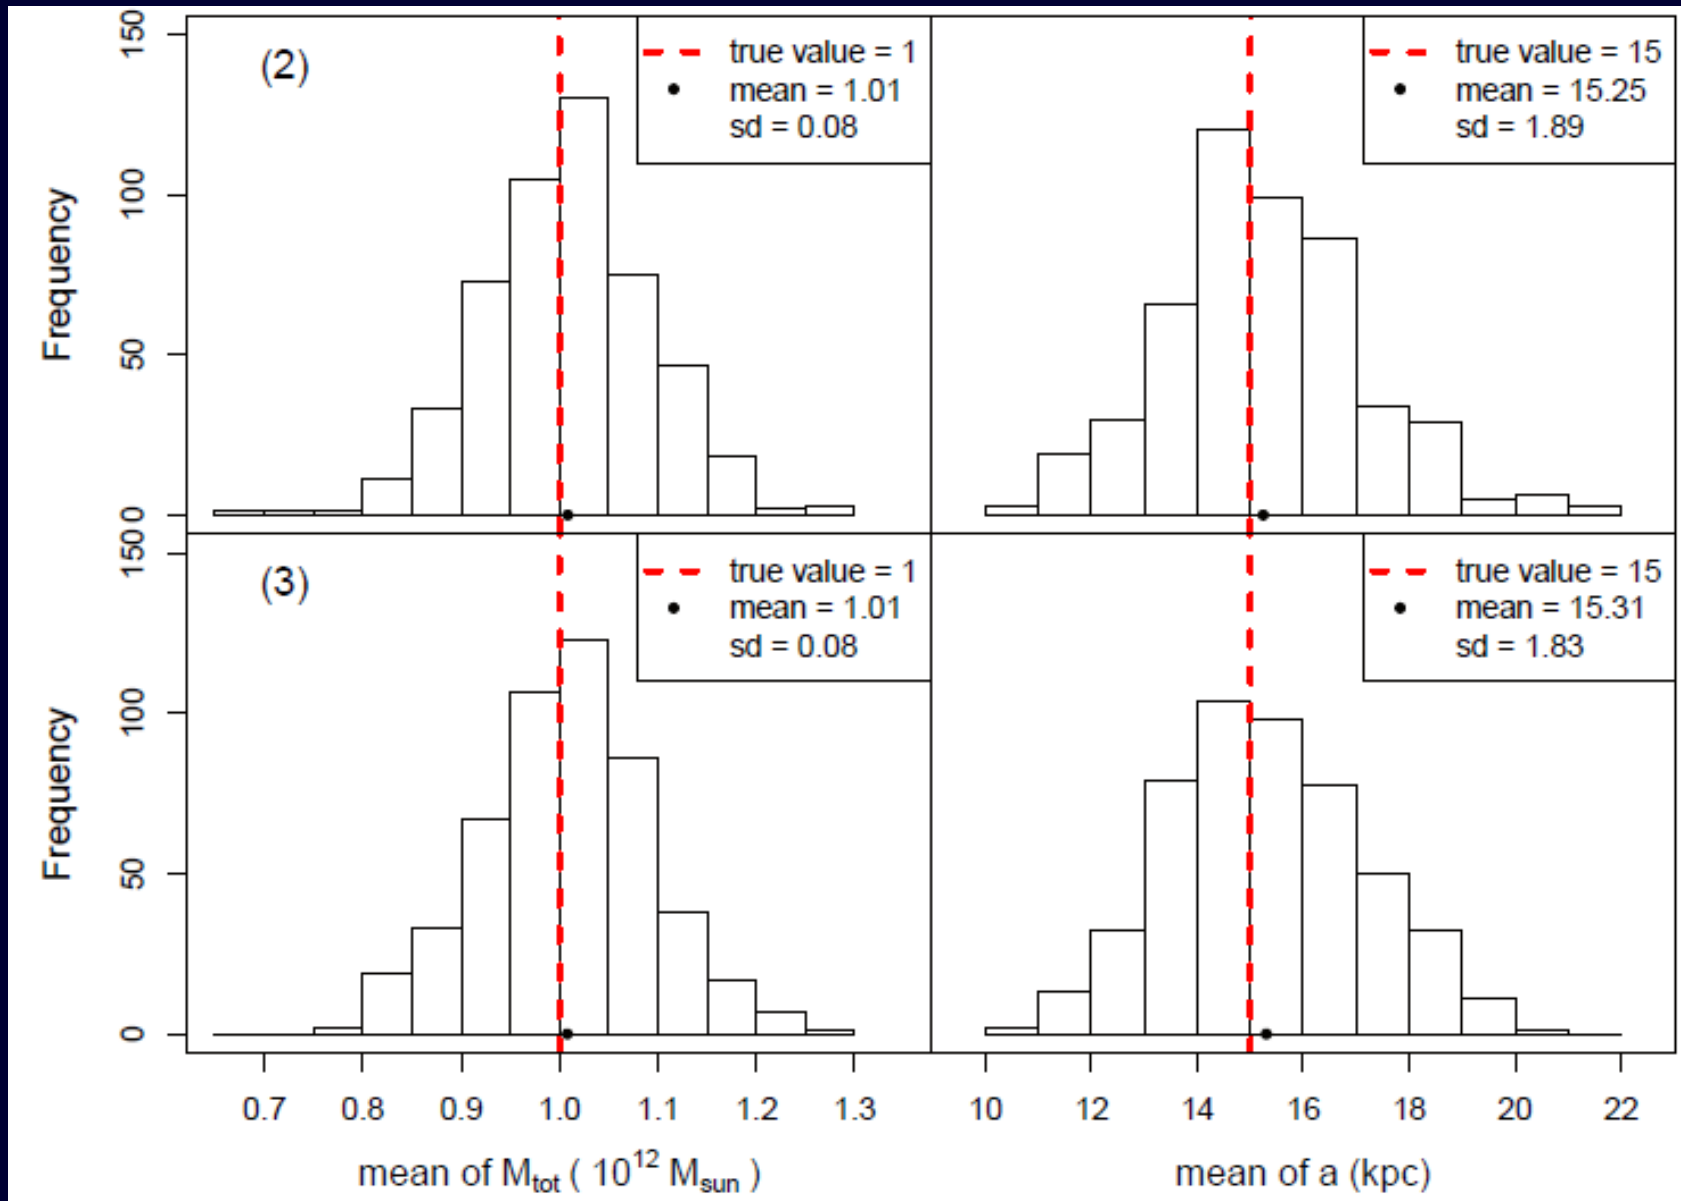 (2)
true value = 1
mean = 1.01
sd = 0.08
true value = 15
mean = 15.25
sd = 1.89
Frequency
0
50
100
150
(3)
true value = 1
mean = 1.01
sd = 0.08
true value = 15
mean = 15.31
sd = 1.83
Frequency
0
50
100
150
0.7 0.8 0.9 1.0 1.1 1.2 1.3
10 12 14 16 18 20 22
mean of M_tot ( 10^12 M_sun )
mean of a (kpc)